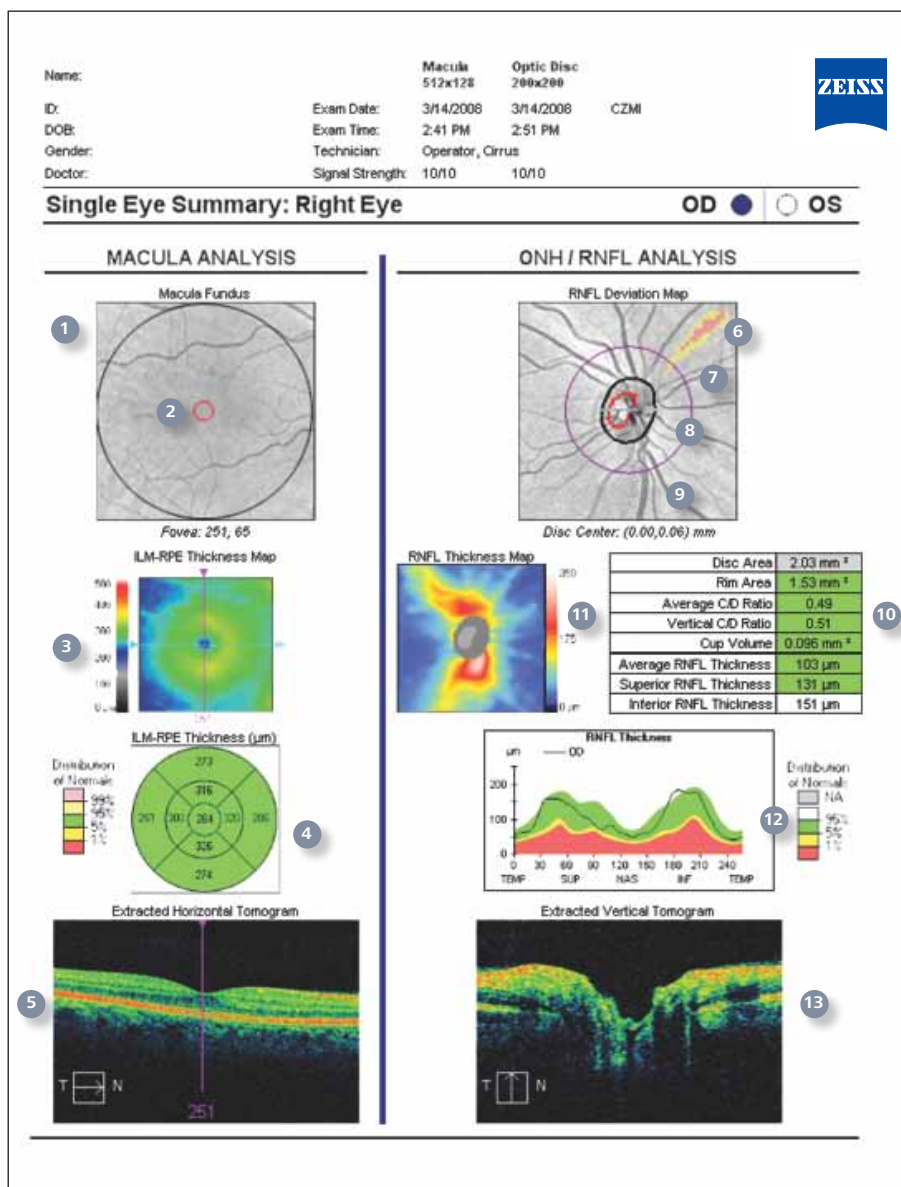 ZEISS
Name:
Macula 512x128
Optic Disc 200x200
ID:
Exam Date: 3/14/2008 3/14/2008 CZMI
DOB:
Exam Time: 2:41 PM 2:51 PM
Gender:
Technician: Operator, Cirrus
Doctor:
Signal Strength: 10/10 10/10
Single Eye Summary: Right Eye OD OS
MACULA ANALYSIS
Macula Fundus
1
2
Fovea: 251, 65
ILM-RPE Thickness Map
500
400
300
200
100
3
251
ILM-RPE Thickness (µm)
Distribution
of Normals
99%
95%
5%
1%
273
316
300 264 320
326
274
4
Extracted Horizontal Tomogram
5
T N
251
ONH / RNFL ANALYSIS
RNFL Deviation Map
6
7
8
9
Disc Center: (0.00,0.06) mm
RNFL Thickness Map
175
0 µm
11
Disc Area 2.03 mm ²
Rim Area 1.53 mm ²
Average C/D Ratio 0.49
Vertical C/D Ratio 0.51
Cup Volume 0.096 mm ³
Average RNFL Thickness 103 µm
Superior RNFL Thickness 131 µm
Inferior RNFL Thickness 151 µm
10
RNFL Thickness
µm OD
200
100
0
0 30 60 90 120 150 180 210 240
TEMP SUP NAS INF TEMP
12
Distribution
of Normals
NA
95%
5%
1%
Extracted Vertical Tomogram
13
T N